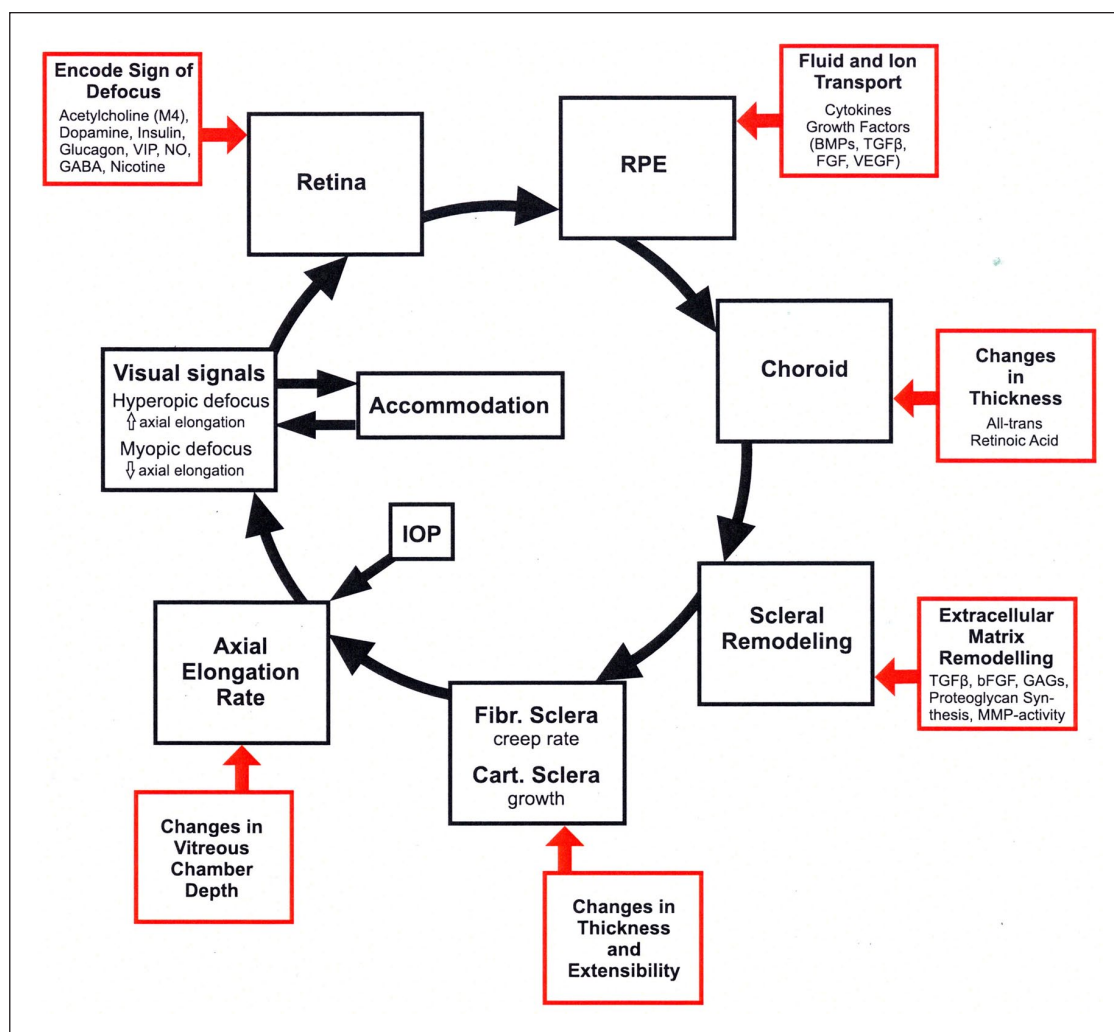 Encode Sign of
Defocus
Acetylcholine (M4),
Dopamine, Insulin,
Glucagon, VIP, NO,
GABA, Nicotine
Retina
RPE
Fluid and Ion
Transport
Cytokines
Growth Factors
(BMPs, TGFβ,
FGF, VEGF)
Choroid
Changes
in
Thickness
All-trans
Retinoic Acid
Visual signals
Hyperopic defocus
⇧ axial elongation
Myopic defocus
⇩ axial elongation
Accommodation
IOP
Scleral
Remodeling
Extracellular
Matrix
Remodelling
TGFβ, bFGF, GAGs,
Proteoglycan Syn-
thesis, MMP-activity
Axial
Elongation
Rate
Fibr. Sclera
creep rate
Cart. Sclera
growth
Changes in
Vitreous
Chamber
Depth
Changes in
Thickness
and
Extensibility